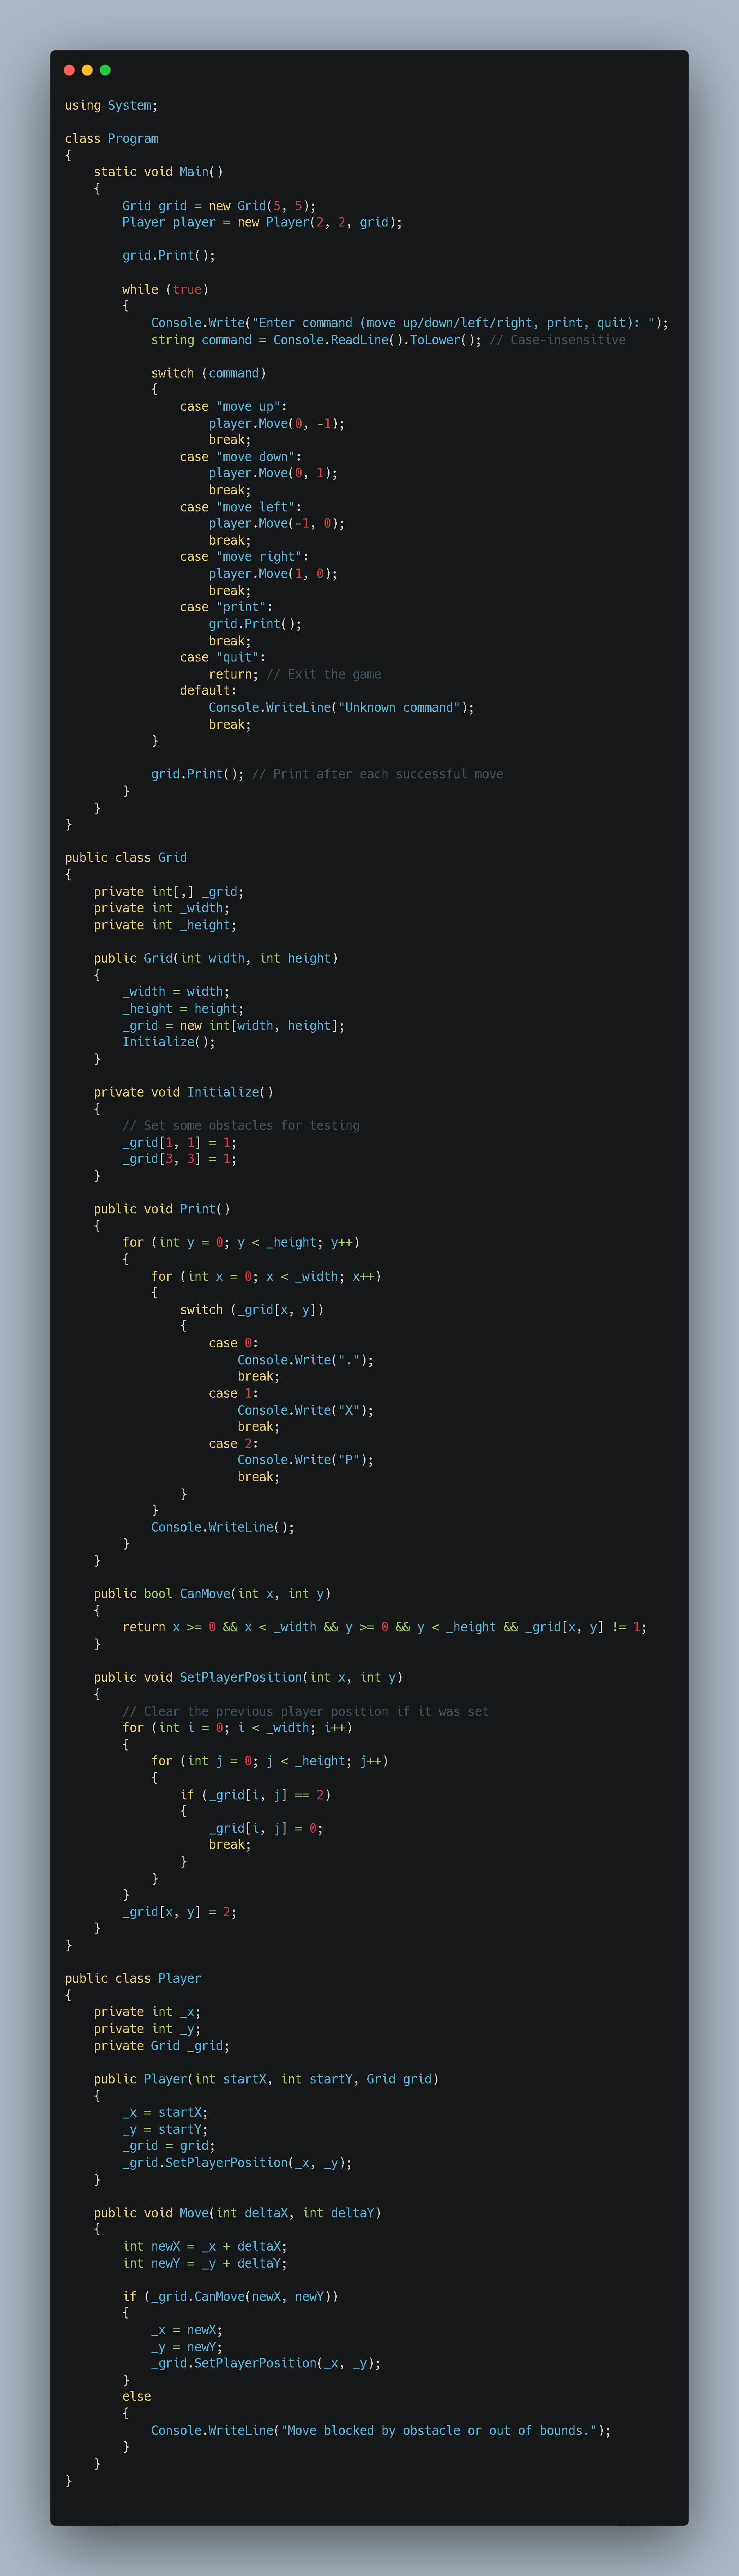 using System;

class Program
{
    static void Main()
    {
        Grid grid = new Grid(5, 5);
        Player player = new Player(2, 2, grid);

        grid.Print();

        while (true)
        {
            Console.Write("Enter command (move up/down/left/right, print, quit): ");
            string command = Console.ReadLine().ToLower(); // Case-insensitive

            switch (command)
            {
                case "move up":
                    player.Move(0, -1);
                    break;
                case "move down":
                    player.Move(0, 1);
                    break;
                case "move left":
                    player.Move(-1, 0);
                    break;
                case "move right":
                    player.Move(1, 0);
                    break;
                case "print":
                    grid.Print();
                    break;
                case "quit":
                    return; // Exit the game
                default:
                    Console.WriteLine("Unknown command");
                    break;
            }

            grid.Print(); // Print after each successful move
        }
    }
}

public class Grid
{
    private int[,] _grid;
    private int _width;
    private int _height;

    public Grid(int width, int height)
    {
        _width = width;
        _height = height;
        _grid = new int[width, height];
        Initialize();
    }

    private void Initialize()
    {
        // Set some obstacles for testing
        _grid[1, 1] = 1;
        _grid[3, 3] = 1;
    }

    public void Print()
    {
        for (int y = 0; y < _height; y++)
        {
            for (int x = 0; x < _width; x++)
            {
                switch (_grid[x, y])
                {
                    case 0:
                        Console.Write(".");
                        break;
                    case 1:
                        Console.Write("X");
                        break;
                    case 2:
                        Console.Write("P");
                        break;
                }
            }
            Console.WriteLine();
        }
    }

    public bool CanMove(int x, int y)
    {
        return x >= 0 && x < _width && y >= 0 && y < _height && _grid[x, y] != 1;
    }

    public void SetPlayerPosition(int x, int y)
    {
        // Clear the previous player position if it was set
        for (int i = 0; i < _width; i++)
        {
            for (int j = 0; j < _height; j++)
            {
                if (_grid[i, j] == 2)
                {
                    _grid[i, j] = 0;
                    break;
                }
            }
        }
        _grid[x, y] = 2;
    }
}

public class Player
{
    private int _x;
    private int _y;
    private Grid _grid;

    public Player(int startX, int startY, Grid grid)
    {
        _x = startX;
        _y = startY;
        _grid = grid;
        _grid.SetPlayerPosition(_x, _y);
    }

    public void Move(int deltaX, int deltaY)
    {
        int newX = _x + deltaX;
        int newY = _y + deltaY;

        if (_grid.CanMove(newX, newY))
        {
            _x = newX;
            _y = newY;
            _grid.SetPlayerPosition(_x, _y);
        }
        else
        {
            Console.WriteLine("Move blocked by obstacle or out of bounds.");
        }
    }
}